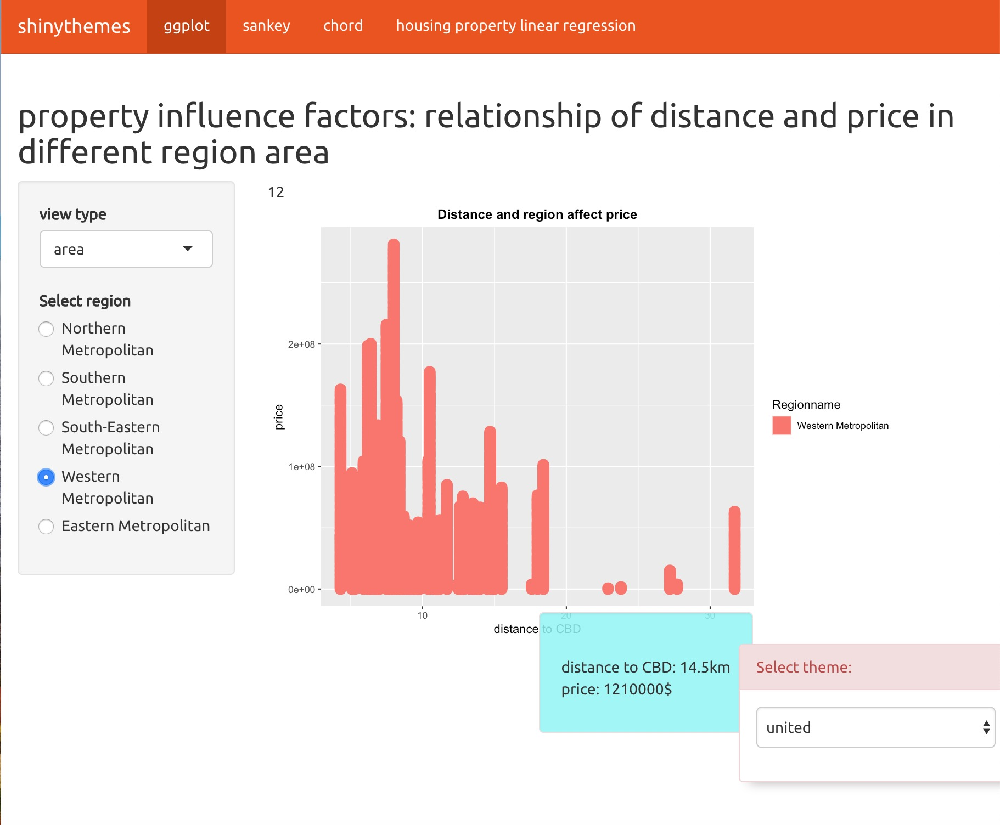 shinythemes ggplot sankey chord housing property linear regression
property influence factors: relationship of distance and price in
different region area
view type
area
Select region
Northern
Metropolitan
Southern
Metropolitan
South-Eastern
Metropolitan
Western
Metropolitan
Eastern Metropolitan
12
Distance and region affect price
price
2e+08
1e+08
0e+00
10 20 30
distance to CBD
Regionname
Western Metropolitan
distance to CBD: 14.5km
price: 1210000$
Select theme:
united